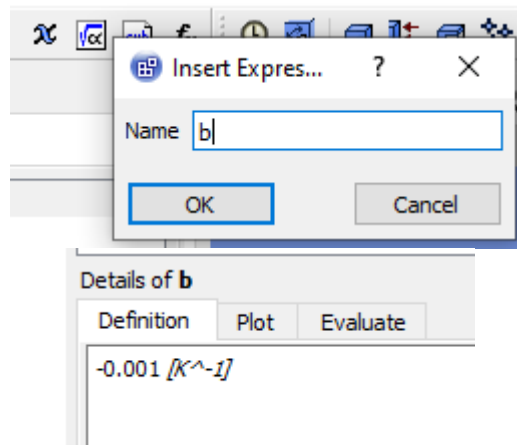 Insert Expres... ?
Name b
OK Cancel
Details of b
Definition Plot Evaluate
-0.001 [K^-1]